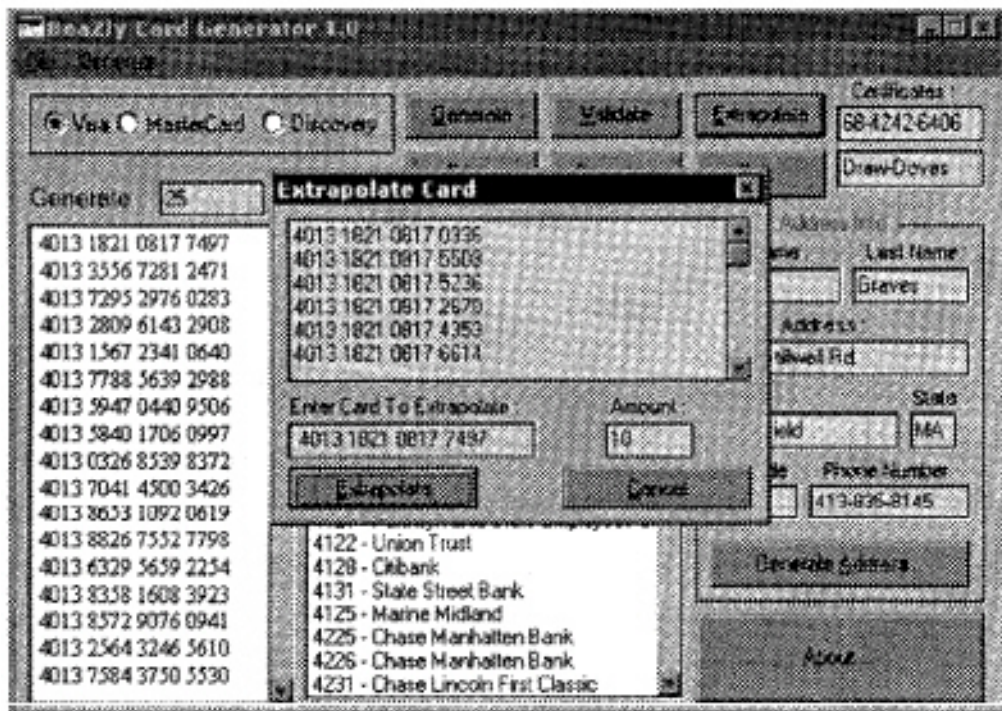 Card Generator 1.0
Visa MasterCard Discovery
Generate Validate Extrapolate
Certificates :
68-4242-6406
Draw-Doves
Generate : 25
4013 1821 0817 7497
4013 3556 7281 2471
4013 7295 2976 0283
4013 2809 6143 2908
4013 1567 2341 0640
4013 7788 5639 2988
4013 5947 0440 9506
4013 5840 1706 0997
4013 0326 8539 8372
4013 7041 4500 3426
4013 8653 1092 0619
4013 8826 7552 7798
4013 6329 5659 2254
4013 8358 1608 3923
4013 8572 9076 0941
4013 2564 3246 5610
4013 7584 3750 5530
Extrapolate Card
4013 1821 0817 0336
4013 1821 0817 5236
4013 1821 0817 2670
4013 1821 0817 4353
4013 1821 0817 6614
Enter Card To Extrapolate :
4013 1821 0817 7497
Amount :
10
Extrapolate Cancel
4122 - Union Trust
4128 - Citibank
4131 - State Street Bank
4125 - Marine Midland
4225 - Chase Manhatten Bank
4226 - Chase Manhatten Bank
4231 - Chase Lincoln First Classic
Address Info
Last Name :
Graves
Address :
Rd.
State
MA
Phone Number
413-836-8145
Generate Address...
About...